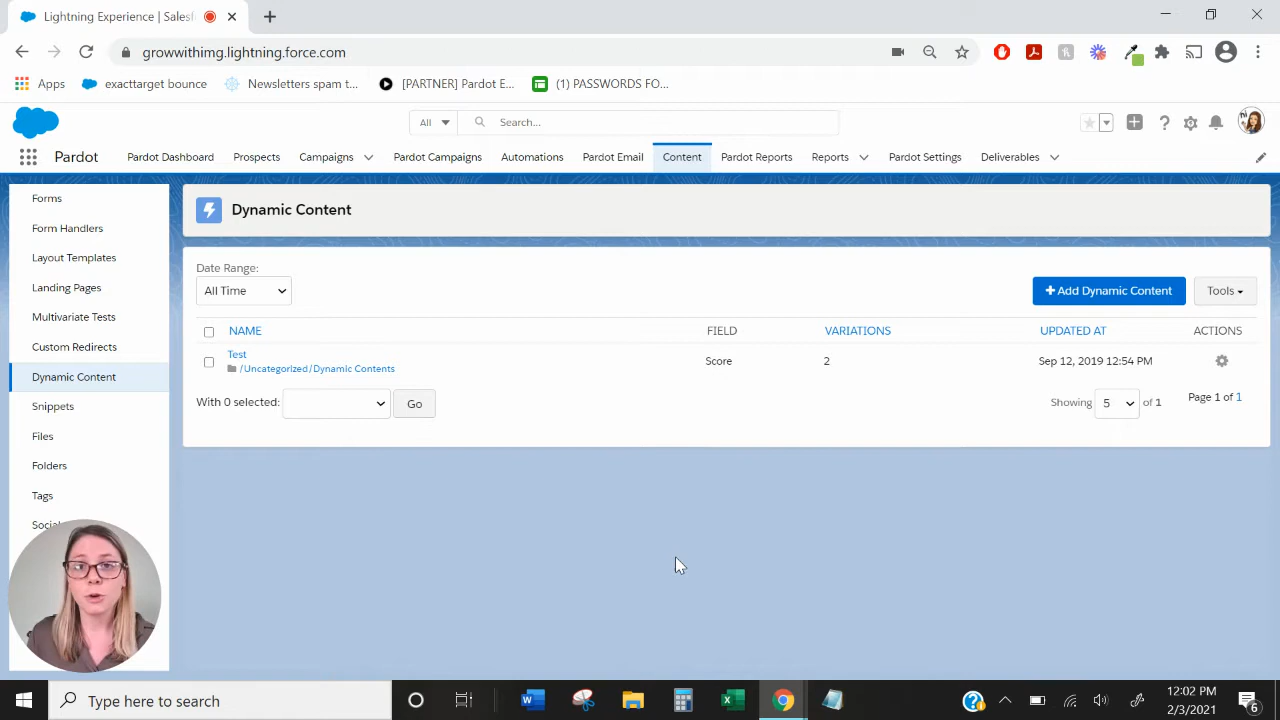 Lightning Experience | Salesf
growwithimg.lightning.force.com
Apps
exacttarget bounce
Newsletters spam t...
[PARTNER] Pardot E...
(1) PASSWORDS FO...
All
Search...
Pardot
Pardot Dashboard
Prospects
Campaigns
Pardot Campaigns
Automations
Pardot Email
Content
Pardot Reports
Reports
Pardot Settings
Deliverables
Forms
Form Handlers
Layout Templates
Landing Pages
Multivariate Tests
Custom Redirects
Dynamic Content
Snippets
Files
Folders
Tags
Social
Dynamic Content
Date Range:
All Time
+ Add Dynamic Content
Tools
NAME FIELD VARIATIONS UPDATED AT ACTIONS
Test
/Uncategorized/Dynamic Contents
Score 2 Sep 12, 2019 12:54 PM
With 0 selected:
Go
Showing 5 of 1
Page 1 of 1
Type here to search
12:02 PM
2/3/2021
6